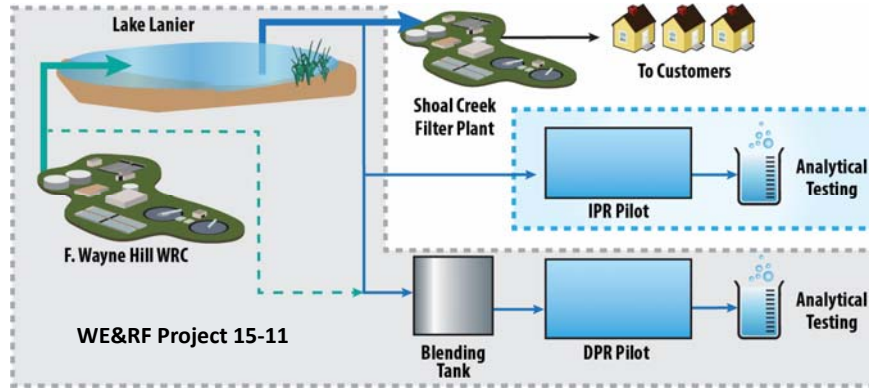 Lake Lanier
To Customers
Shoal Creek
Filter Plant
Analytical
Testing
IPR Pilot
F. Wayne Hill WRC
WE&RF Project 15-11
Blending
Tank
DPR Pilot
Analytical
Testing